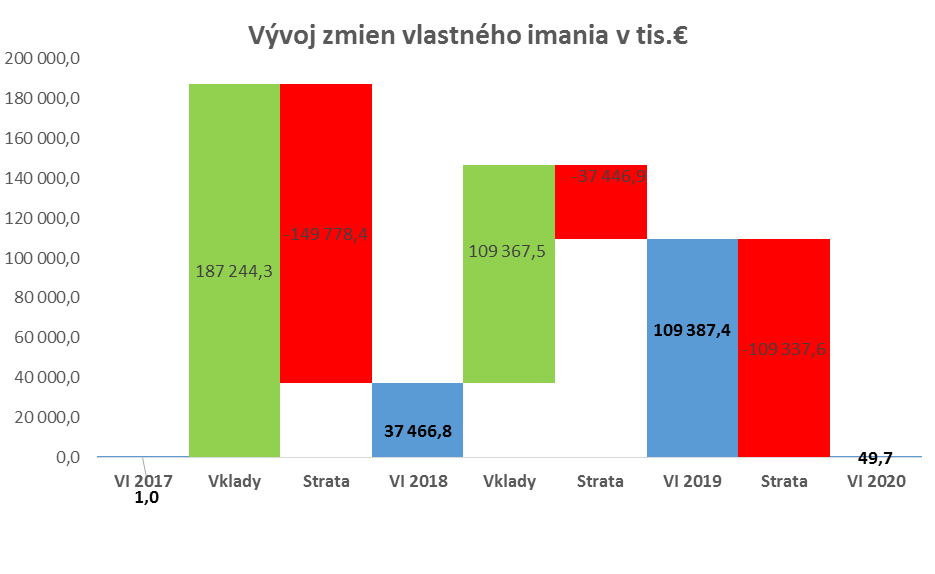 Vývoj zmien vlastného imania v tis.€
200 000,0
180 000,0
160 000,0
140 000,0
120 000,0
100 000,0
80 000,0
60 000,0
40 000,0
20 000,0
0,0
187 244,3
-149 778,4
37 466,8
109 367,5
37 446,9
109 387,4
-109 337,6
49,7
VI 2017
Vklady
Strata
VI 2018
Vklady
Strata
VI 2019
Strata
VI 2020
1,0